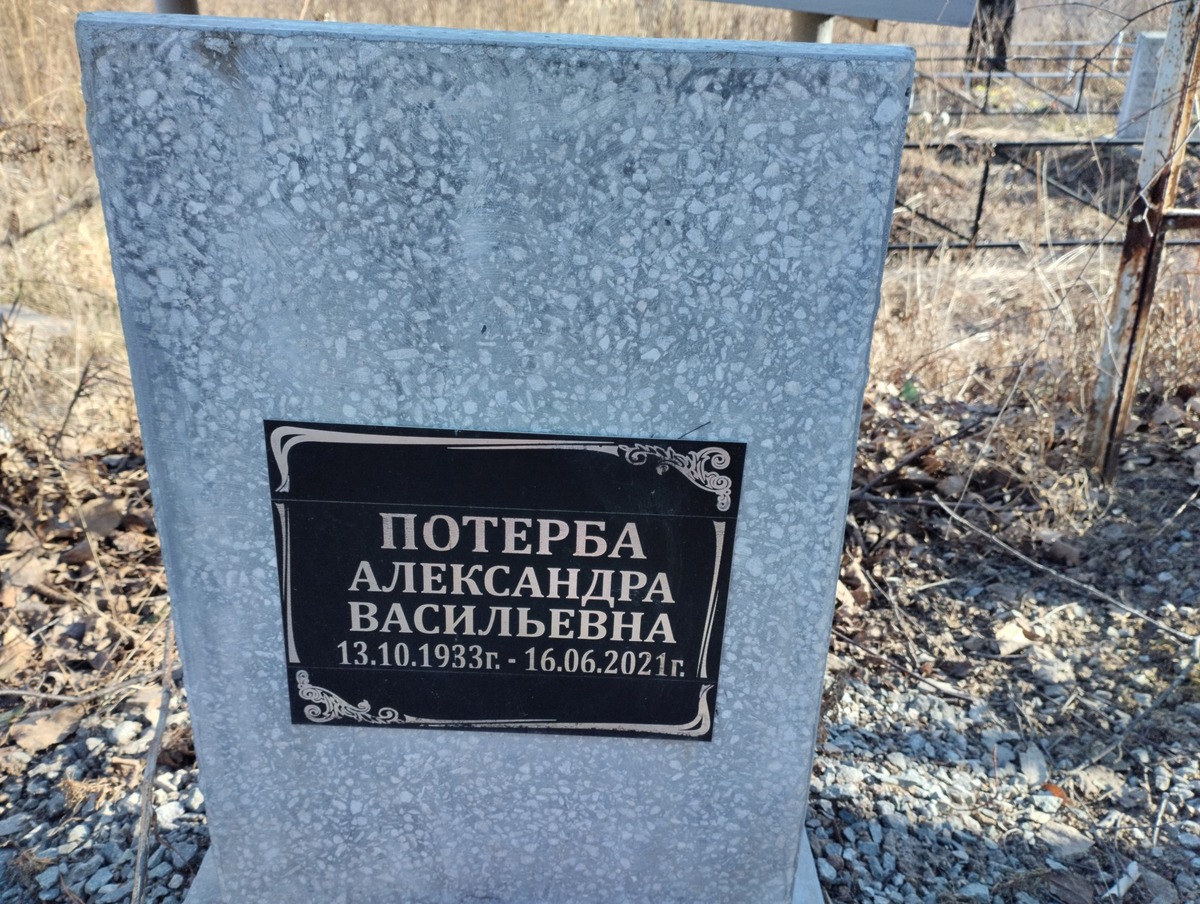 ПОТЕРБА
АЛЕКСАНДРА
ВАСИЛЬЕВНА
13.10.1933г. - 16.06.2021г.